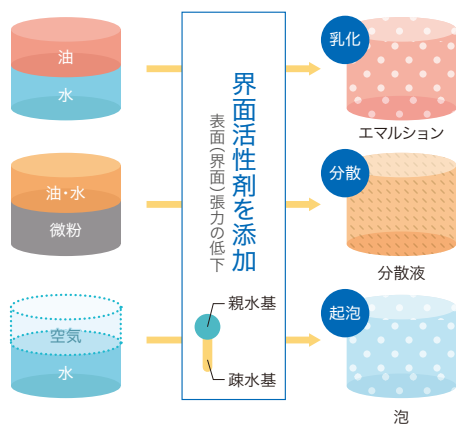 油
水
界面活性剤を添加
表面(界面)張力の低下
乳化
エマルション
油・水
微粉
分散
分散液
空気
水
親水基
疎水基
起泡
泡